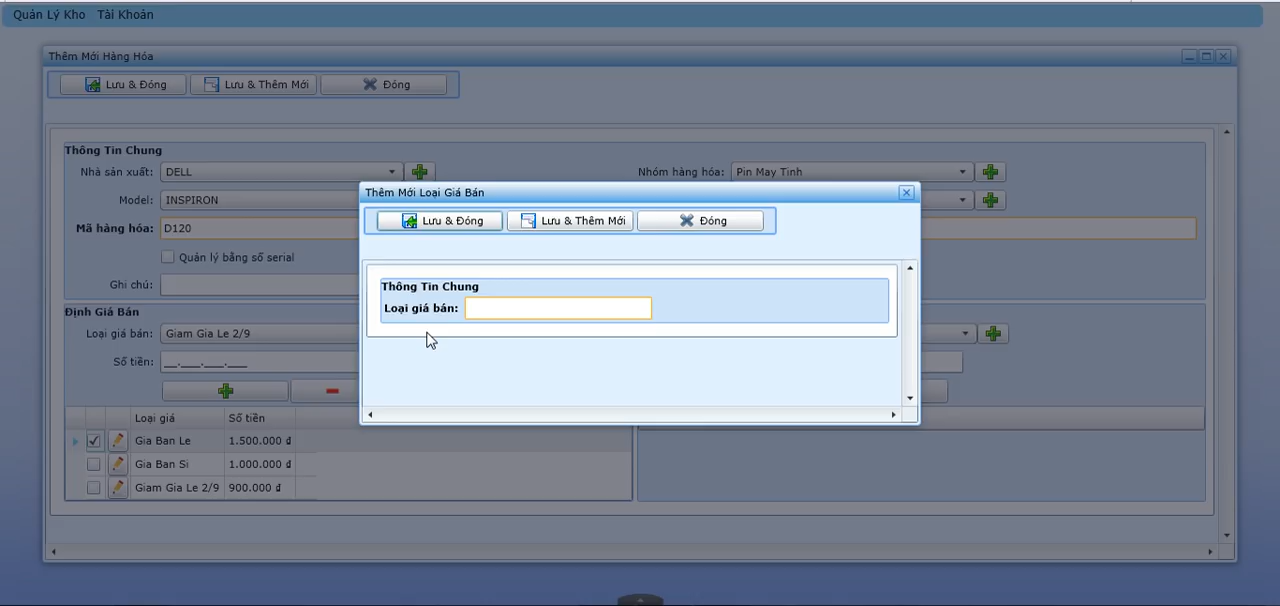 Quản Lý Kho Tài Khoản
Thêm Mới Hàng Hóa
Lưu & Đóng Lưu & Thêm Mới Đóng
Thông Tin Chung
Nhà sản xuất: DELL Nhóm hàng hóa: Pin May Tinh
Model: INSPIRON
Mã hàng hóa: D120
Quản lý bằng số serial
Ghi chú:
Định Giá Bán
Loại giá bán: Giam Gia Le 2/9
Số tiền: __.___.___.___
Loại giá Số tiền
Gia Ban Le 1.500.000 đ
Gia Ban Si 1.000.000 đ
Giam Gia Le 2/9 900.000 đ
Thêm Mới Loại Giá Bán
Lưu & Đóng Lưu & Thêm Mới Đóng
Thông Tin Chung
Loại giá bán: